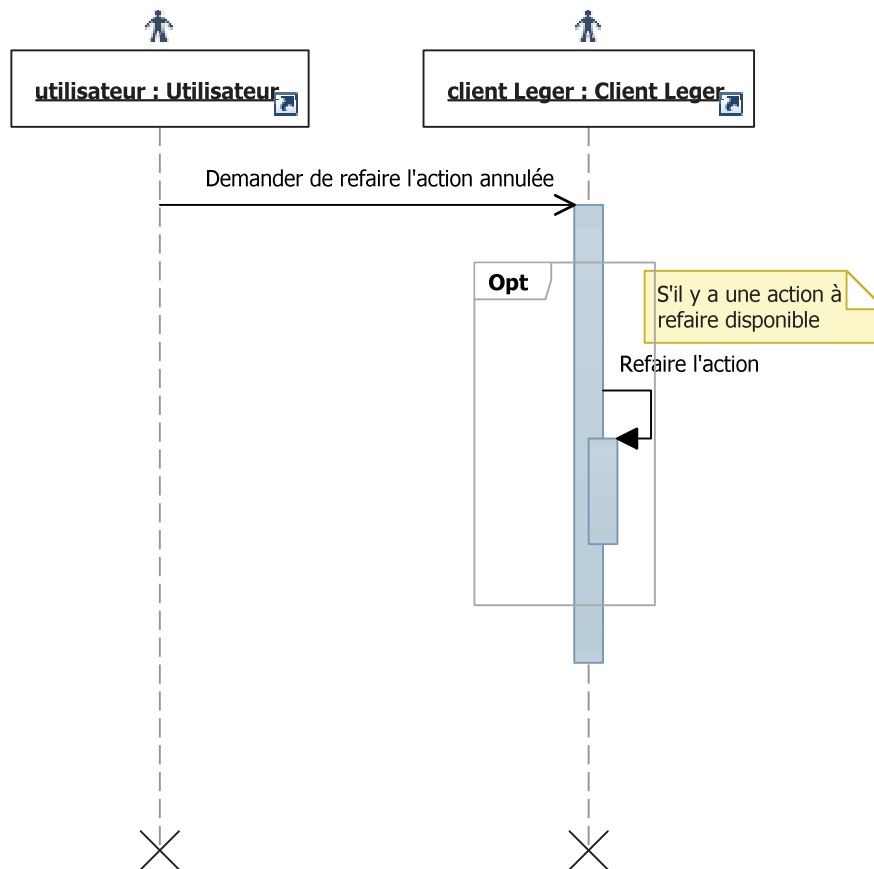 utilisateur : Utilisateur
client Leger : Client Leger
Demander de refaire l'action annulée
Opt
S'il y a une action à
refaire disponible
Refaire l'action